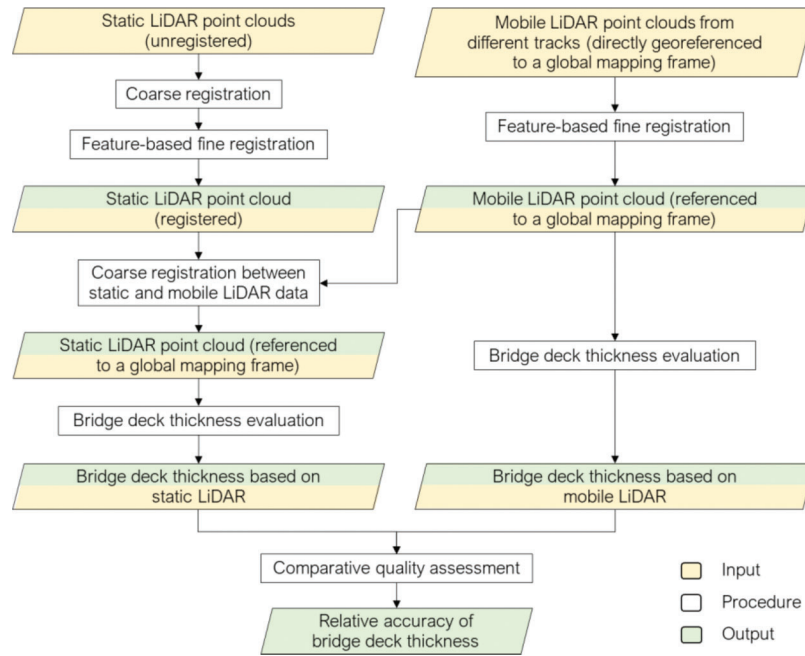 Static LiDAR point clouds
(unregistered)
Coarse registration
Feature-based fine registration
Static LiDAR point cloud
(registered)
Coarse registration between
static and mobile LiDAR data
Static LiDAR point cloud (referenced
to a global mapping frame)
Bridge deck thickness evaluation
Bridge deck thickness based on
static LiDAR
Mobile LiDAR point clouds from
different tracks (directly georeferenced
to a global mapping frame)
Feature-based fine registration
Mobile LiDAR point cloud (referenced
to a global mapping frame)
Bridge deck thickness evaluation
Bridge deck thickness based on
mobile LiDAR
Comparative quality assessment
Relative accuracy of
bridge deck thickness
Input
Procedure
Output